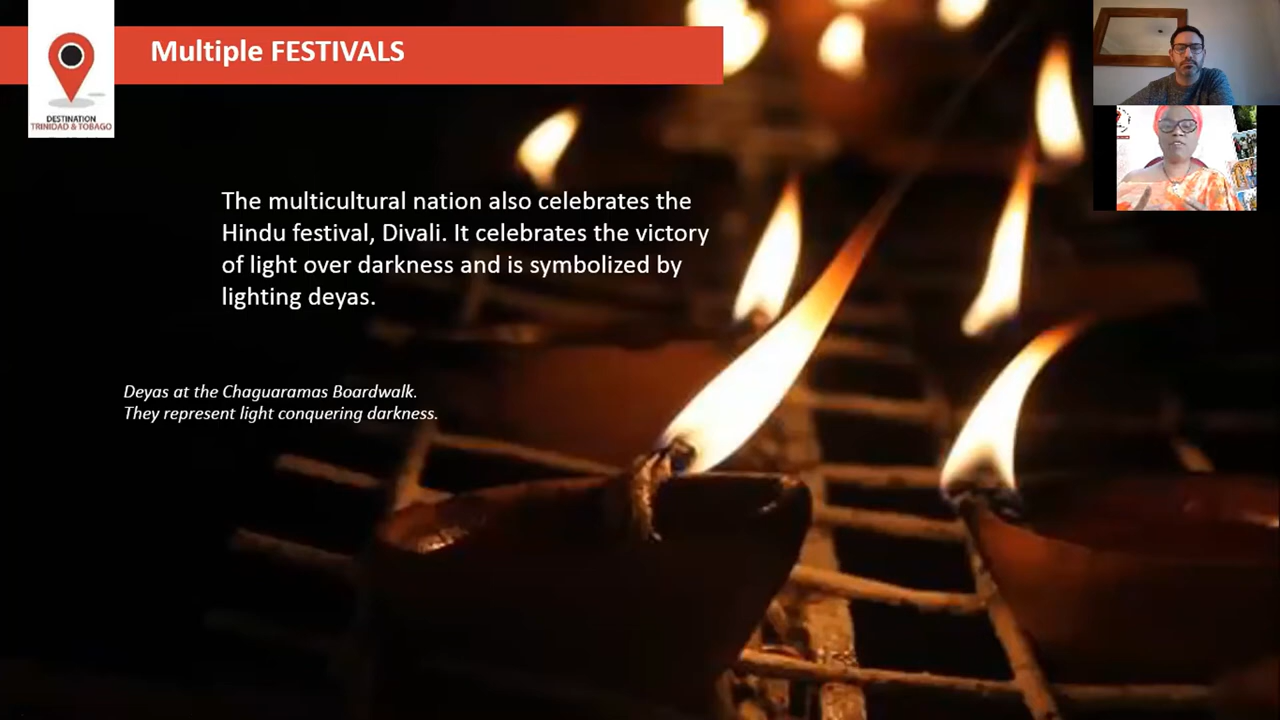 Multiple FESTIVALS
DESTINATION
TRINIDAD & TOBAGO
The multicultural nation also celebrates the
Hindu festival, Divali. It celebrates the victory
of light over darkness and is symbolized by
lighting deyas.
Deyas at the Chaguaramas Boardwalk.
They represent light conquering darkness.